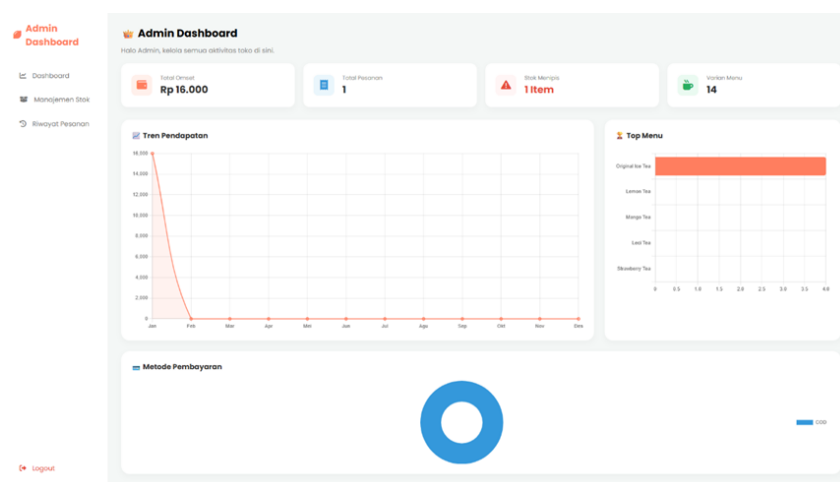 Admin
Dashboard
Dashboard
Manajemen Stok
Riwayat Pesanan
Logout
Admin Dashboard
Halo Admin, kelola semua aktivitas toko di sini.
Total Omset
Rp 16.000
Total Pesanan
1
Stok Menipis
1 Item
Varian Menu
14
Tren Pendapatan
16.000
14.000
12.000
10.000
8.000
6.000
4.000
2.000
0
Jan Feb Mar Apr Mei Jun Jul Ags Sep Okt Nov Des
Top Menu
Original Ice Tea
Lemon Tea
Mango Tea
Leci Tea
Strawberry Tea
0 0.5 1.0 1.5 2.0 2.5 3.0 3.5 4.0
Metode Pembayaran
COD